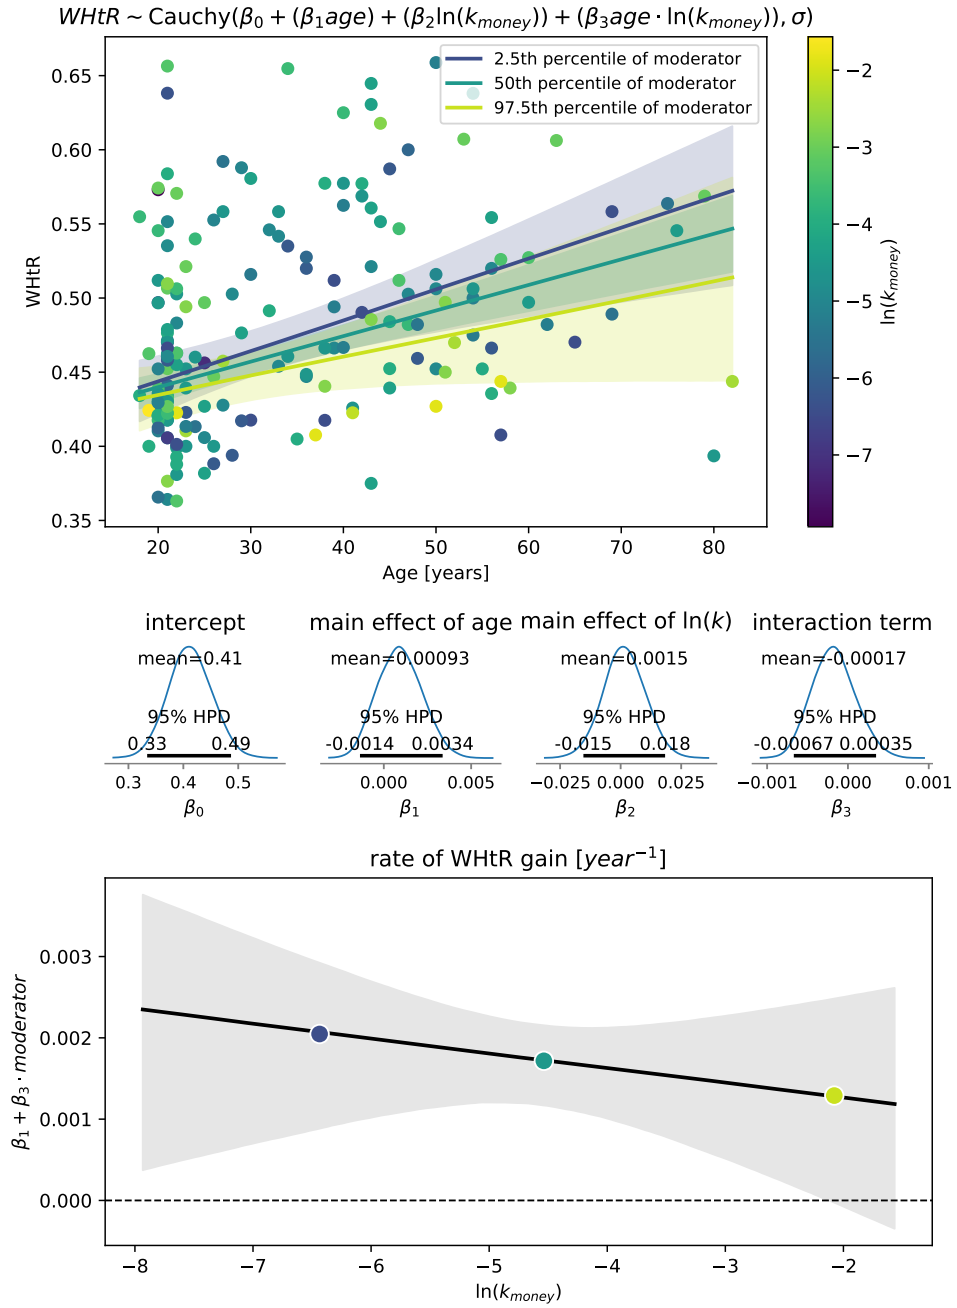 WHtR ~ Cauchy(β₀ + (β₁age) + (β₂ln(k_money)) + (β₃age · ln(k_money)), σ)
2.5th percentile of moderator
50th percentile of moderator
97.5th percentile of moderator
WHtR
0.65
0.60
0.55
0.50
0.45
0.40
0.35
20 30 40 50 60 70 80
Age [years]
−2
−3
−4
−5
−6
−7
ln(k_money)
intercept
mean=0.41
95% HPD
0.33 0.49
0.3 0.4 0.5
β₀
main effect of age
mean=0.00093
95% HPD
-0.0014 0.0034
0.000 0.005
β₁
main effect of ln(k)
mean=0.0015
95% HPD
-0.015 0.018
−0.025 0.000 0.025
β₂
interaction term
mean=-0.00017
95% HPD
-0.00067 0.00035
−0.001 0.000 0.001
β₃
rate of WHtR gain [year⁻¹]
β₁ + β₃ · moderator
0.003
0.002
0.001
0.000
−8 −7 −6 −5 −4 −3 −2
ln(k_money)